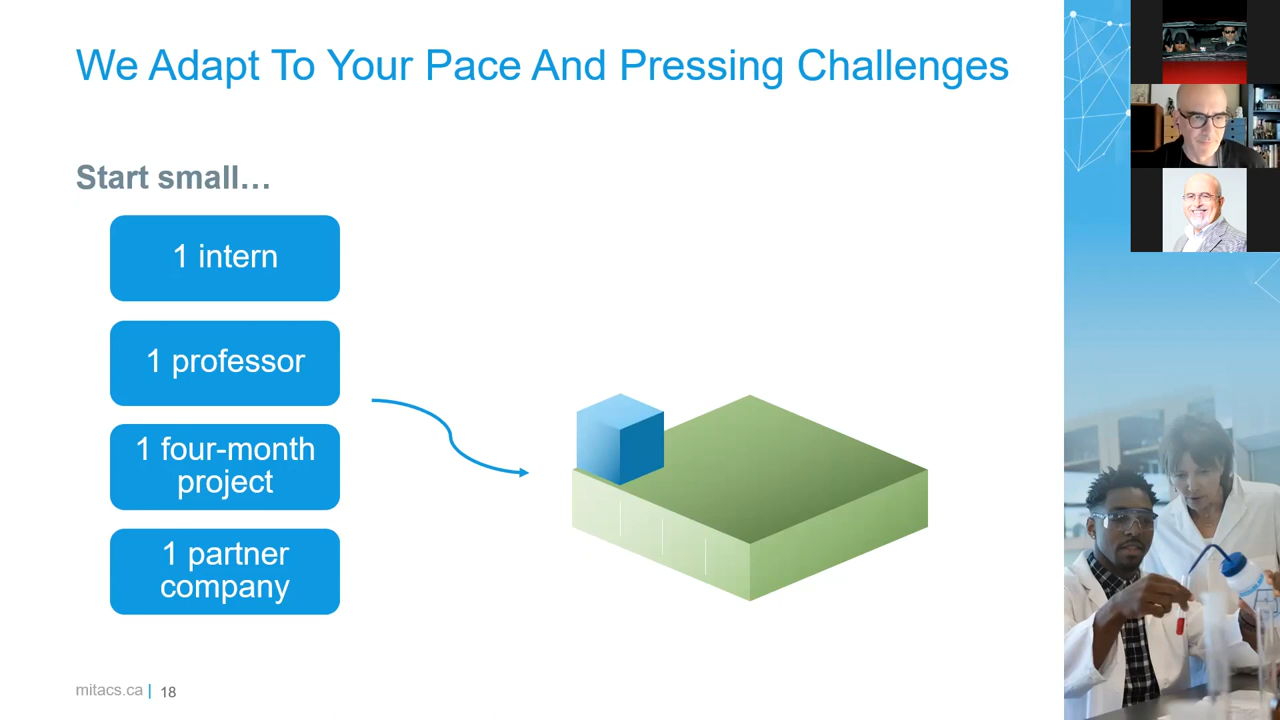 We Adapt To Your Pace And Pressing Challenges
Start small…
1 intern
1 professor
1 four-month
project
1 partner
company
mitacs.ca | 18